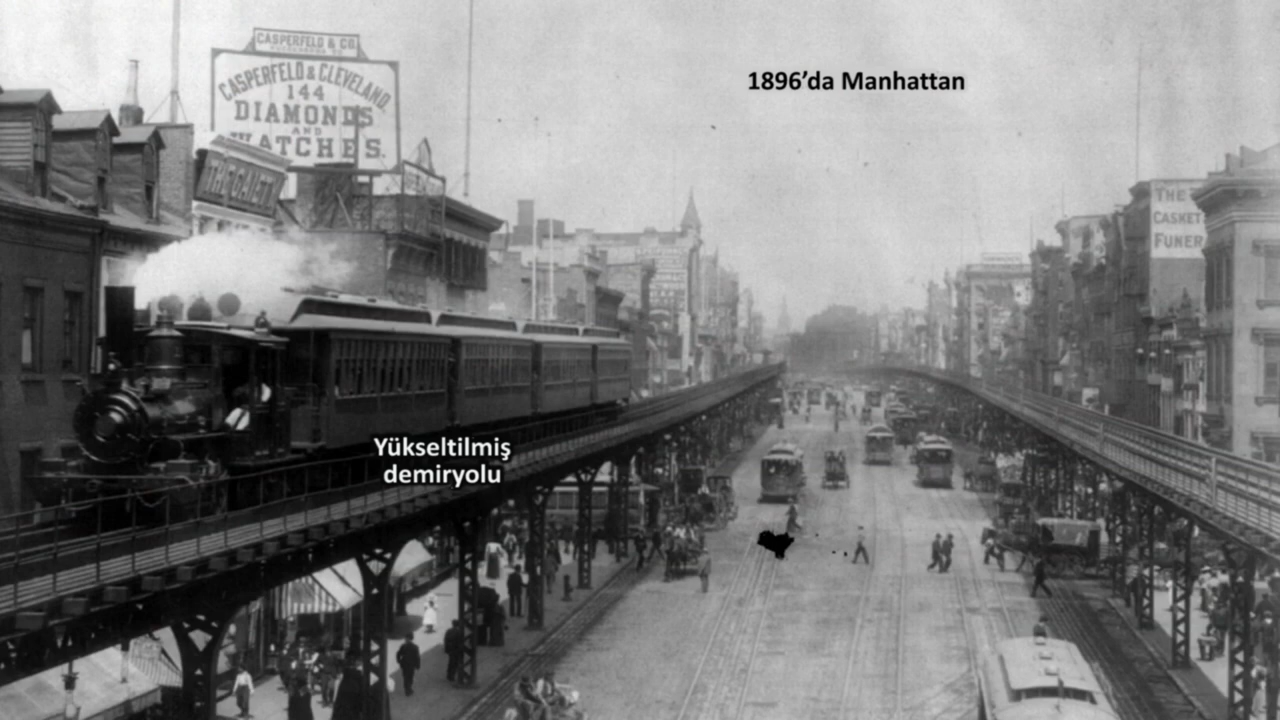 CASPERFELD & CO.
CASPERFELD & CLEVELAND.
144
DIAMONDS
AND
WATCHES.
THE GAIETY
1896’da Manhattan
THE
CASKET
FUNER
Yükseltilmiş
demiryolu